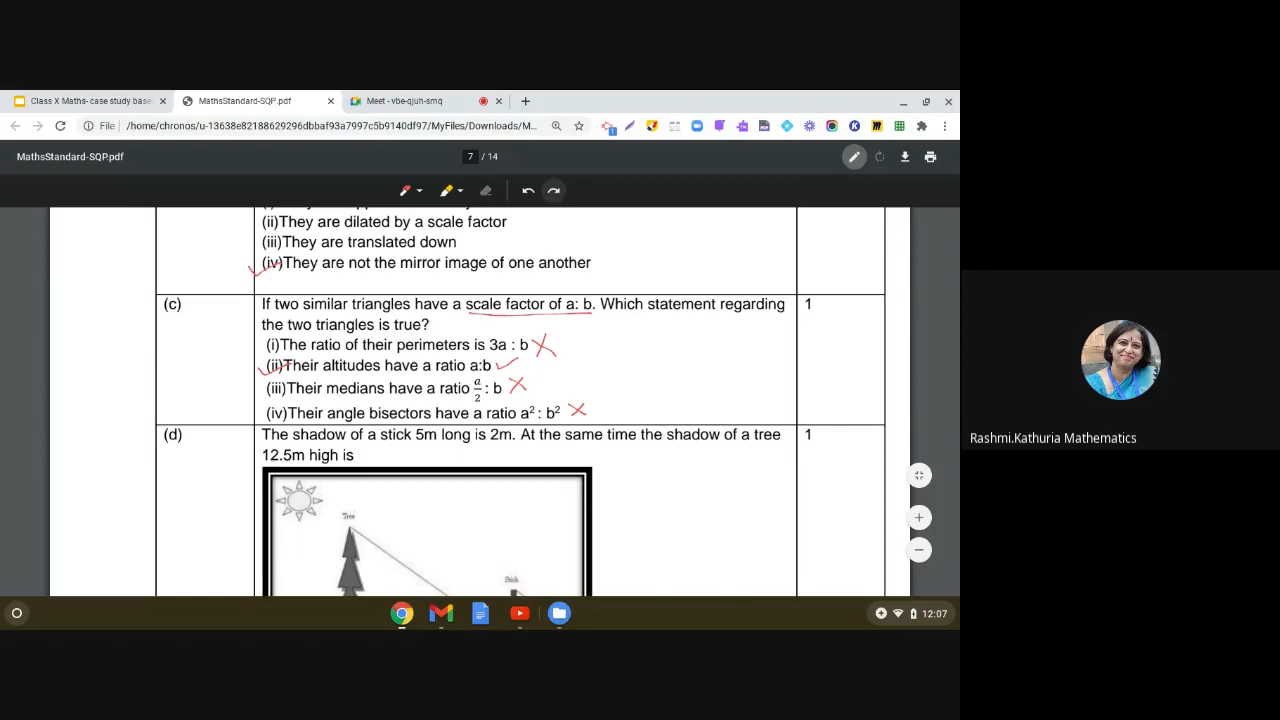 Class X Maths- case study base
MathsStandard-SQP.pdf
Meet - vbe-qjuh-smq
File
/home/chronos/u-13638e82188629296dbbaf93a7997c5b9140df97/MyFiles/Downloads/M...
MathsStandard-SQP.pdf
7 / 14
(ii)They are dilated by a scale factor
(iii)They are translated down
(iv)They are not the mirror image of one another
(c)
If two similar triangles have a scale factor of a: b. Which statement regarding
1
the two triangles is true?
(i)The ratio of their perimeters is 3a : b
(ii)Their altitudes have a ratio a:b
(iii)Their medians have a ratio a/2 : b
(iv)Their angle bisectors have a ratio a² : b²
(d)
The shadow of a stick 5m long is 2m. At the same time the shadow of a tree
1
12.5m high is
Tree
Rashmi.Kathuria Mathematics
12:07